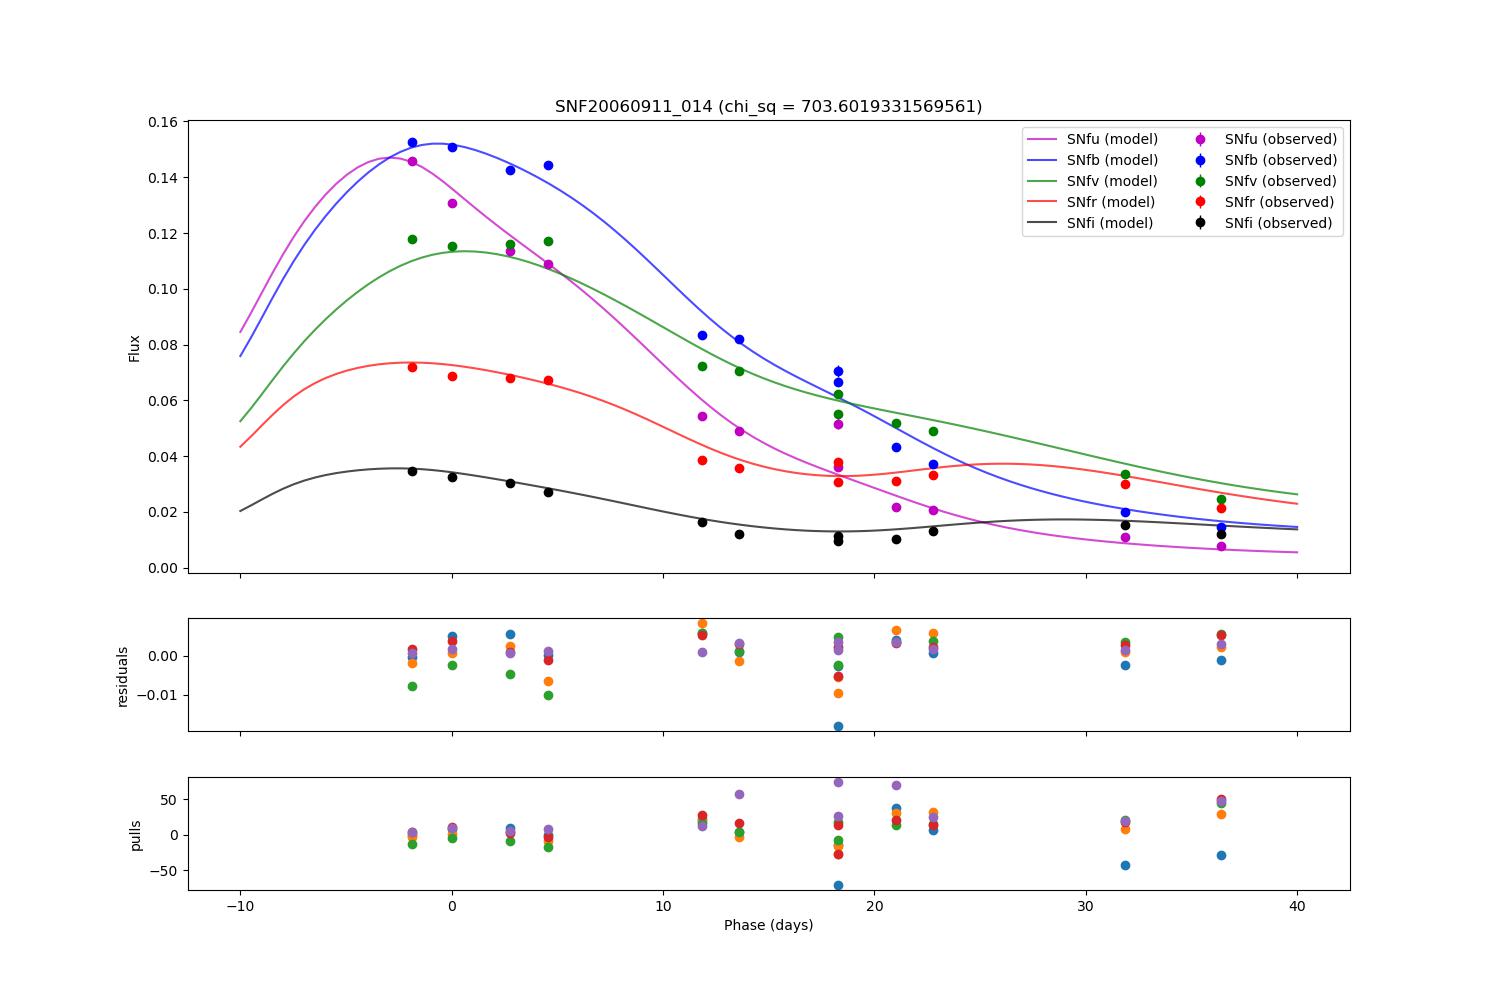 SNF20060911_014 (chi_sq = 703.6019331569561)
0.16
0.14
0.12
0.10
0.08
0.06
0.04
0.02
0.00
Flux
SNfu (model)
SNfb (model)
SNfv (model)
SNfr (model)
SNfi (model)
SNfu (observed)
SNfb (observed)
SNfv (observed)
SNfr (observed)
SNfi (observed)
0.00
−0.01
residuals
50
0
−50
pulls
−10
0
10
20
30
40
Phase (days)